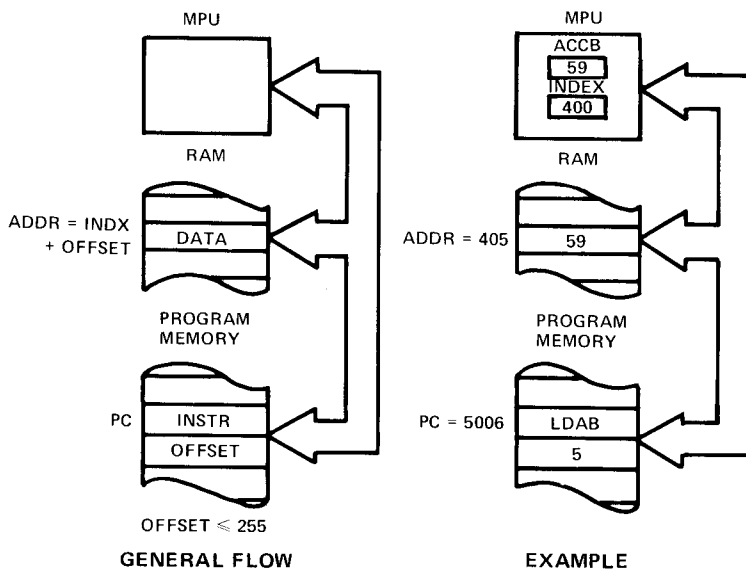 MPU
RAM
ADDR = INDX
+ OFFSET
DATA
PROGRAM
MEMORY
PC
INSTR
OFFSET
OFFSET ⩽ 255
GENERAL FLOW
MPU
ACCB
59
INDEX
400
RAM
ADDR = 405
59
PROGRAM
MEMORY
PC = 5006
LDAB
5
EXAMPLE